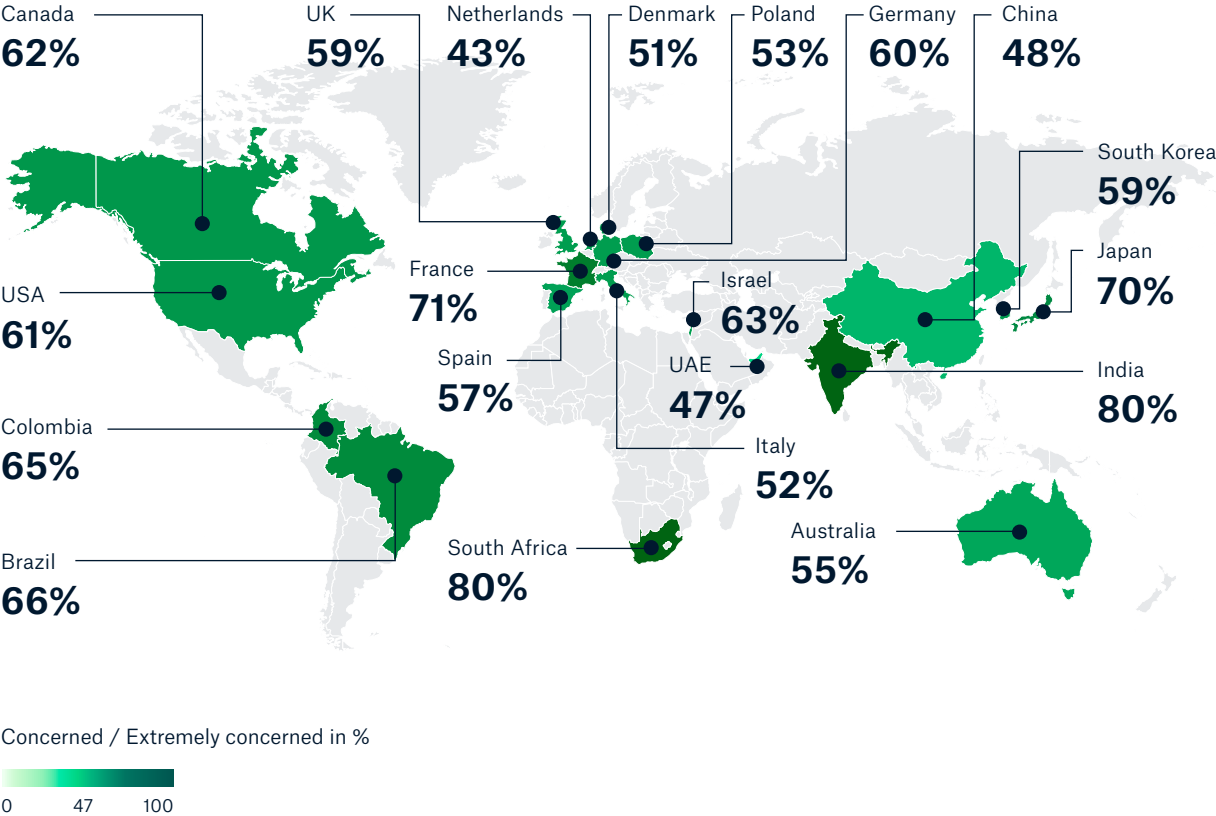 Canada
62%
UK
59%
Netherlands
43%
Denmark
51%
Poland
53%
Germany
60%
China
48%
South Korea
59%
Japan
70%
France
71%
Israel
63%
USA
61%
Spain
57%
UAE
47%
India
80%
Colombia
65%
Italy
52%
South Africa
80%
Australia
55%
Brazil
66%
Concerned / Extremely concerned in %
0 47 100